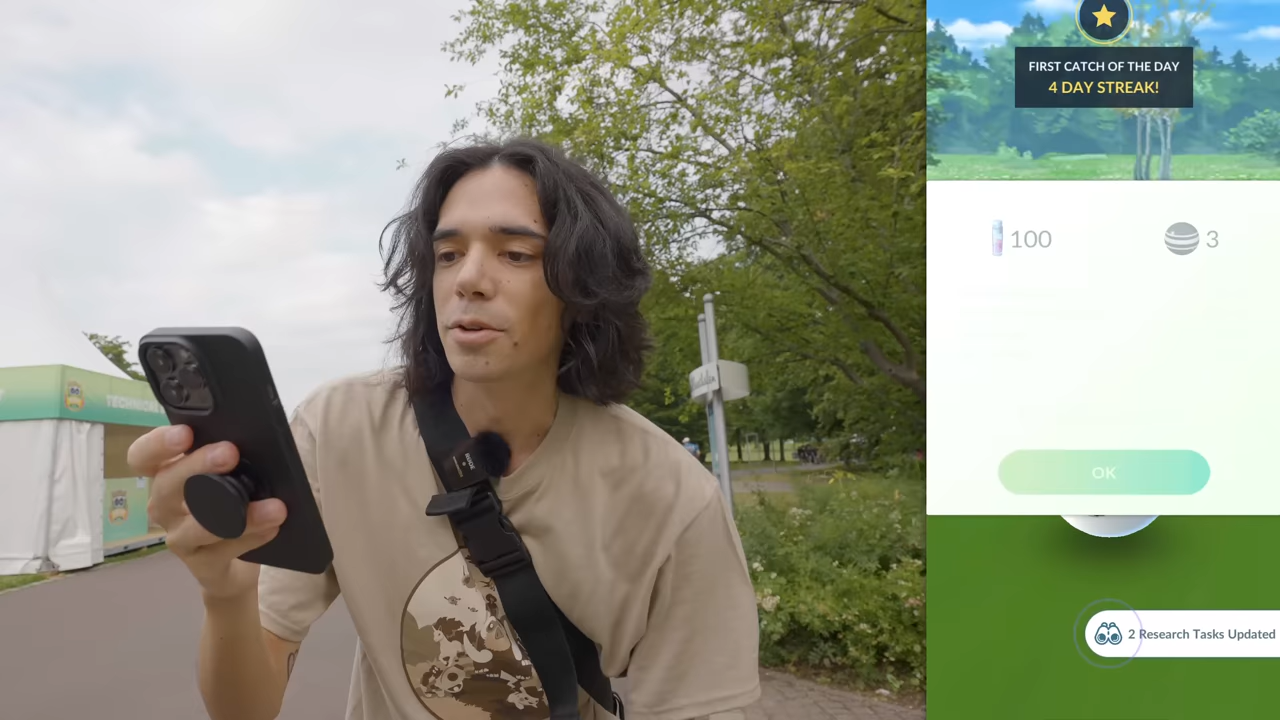 FIRST CATCH OF THE DAY
4 DAY STREAK!
100
3
OK
2 Research Tasks Updated